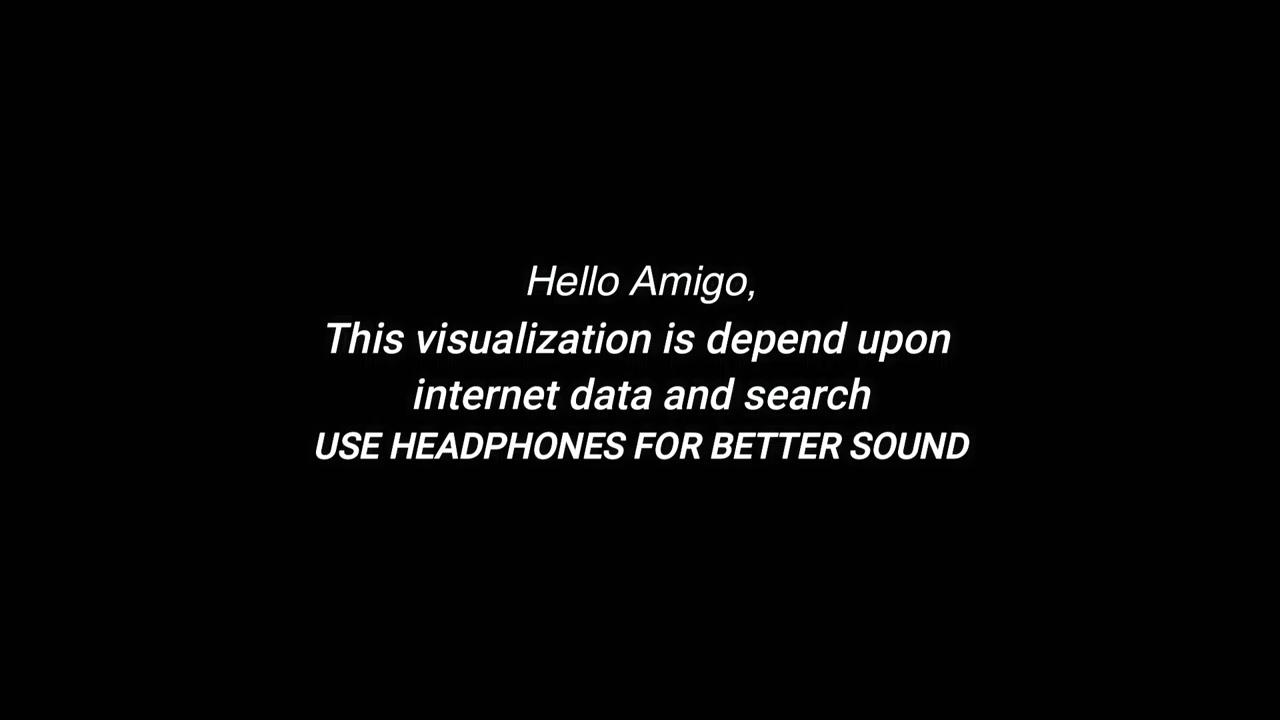 Hello Amigo,
This visualization is depend upon
internet data and search
USE HEADPHONES FOR BETTER SOUND